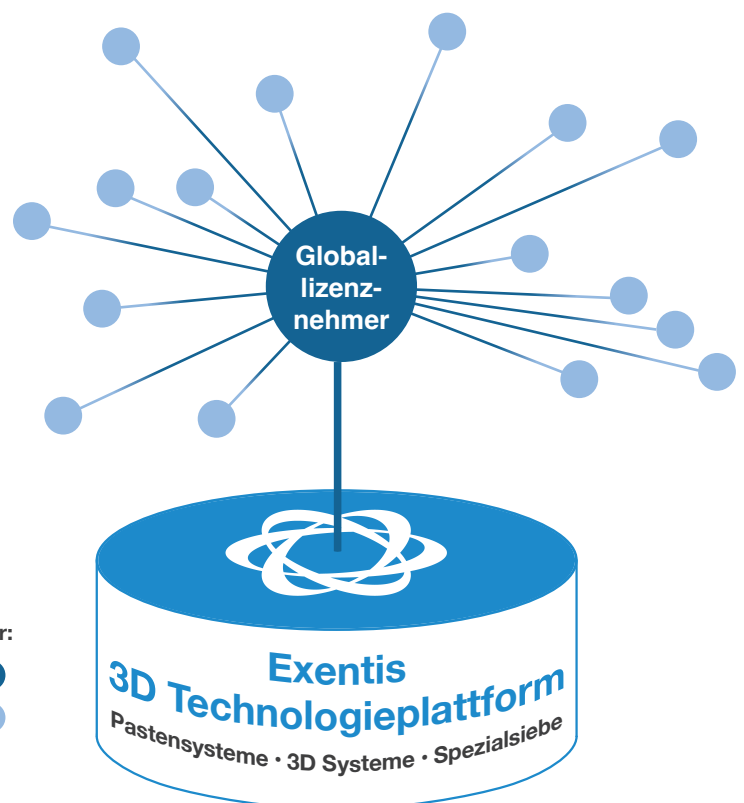 Global-
lizenz-
nehmer
r:
Exentis
3D Technologieplattform
Pastensysteme · 3D Systeme · Spezialsiebe